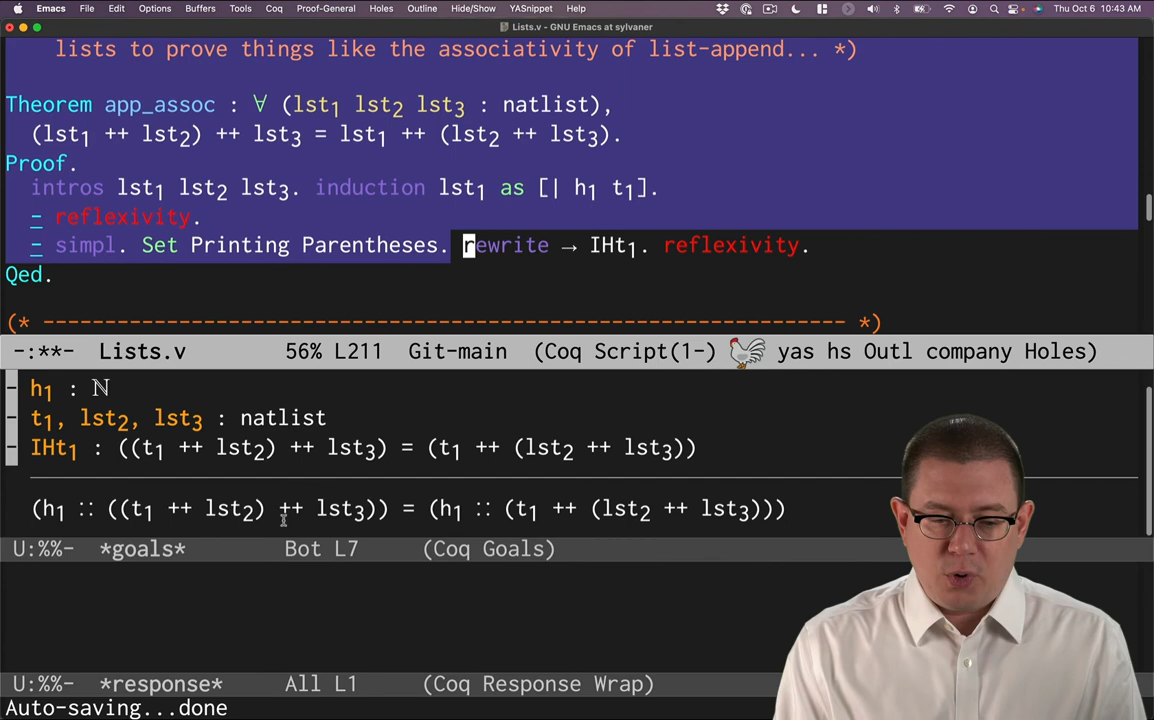 Emacs File Edit Options Buffers Tools Coq Proof-General Holes Outline Hide/Show YASnippet Help Thu Oct 6 10:43 AM
Lists.v - GNU Emacs at sylvaner
lists to prove things like the associativity of list-append... *)
Theorem app_assoc : ∀ (lst₁ lst₂ lst₃ : natlist),
(lst₁ ++ lst₂) ++ lst₃ = lst₁ ++ (lst₂ ++ lst₃).
Proof.
intros lst₁ lst₂ lst₃. induction lst₁ as [| h₁ t₁].
- reflexivity.
- simpl. Set Printing Parentheses. rewrite → IHt₁. reflexivity.
Qed.
(* ------------------------------------------------------------------- *)
-:**- Lists.v 56% L211 Git-main (Coq Script(1-) yas hs Outl company Holes)
- h₁ : ℕ
- t₁, lst₂, lst₃ : natlist
- IHt₁ : ((t₁ ++ lst₂) ++ lst₃) = (t₁ ++ (lst₂ ++ lst₃))
(h₁ :: ((t₁ ++ lst₂) ++ lst₃)) = (h₁ :: (t₁ ++ (lst₂ ++ lst₃)))
U:%%- *goals* Bot L7 (Coq Goals)
U:%%- *response* All L1 (Coq Response Wrap)
Auto-saving...done